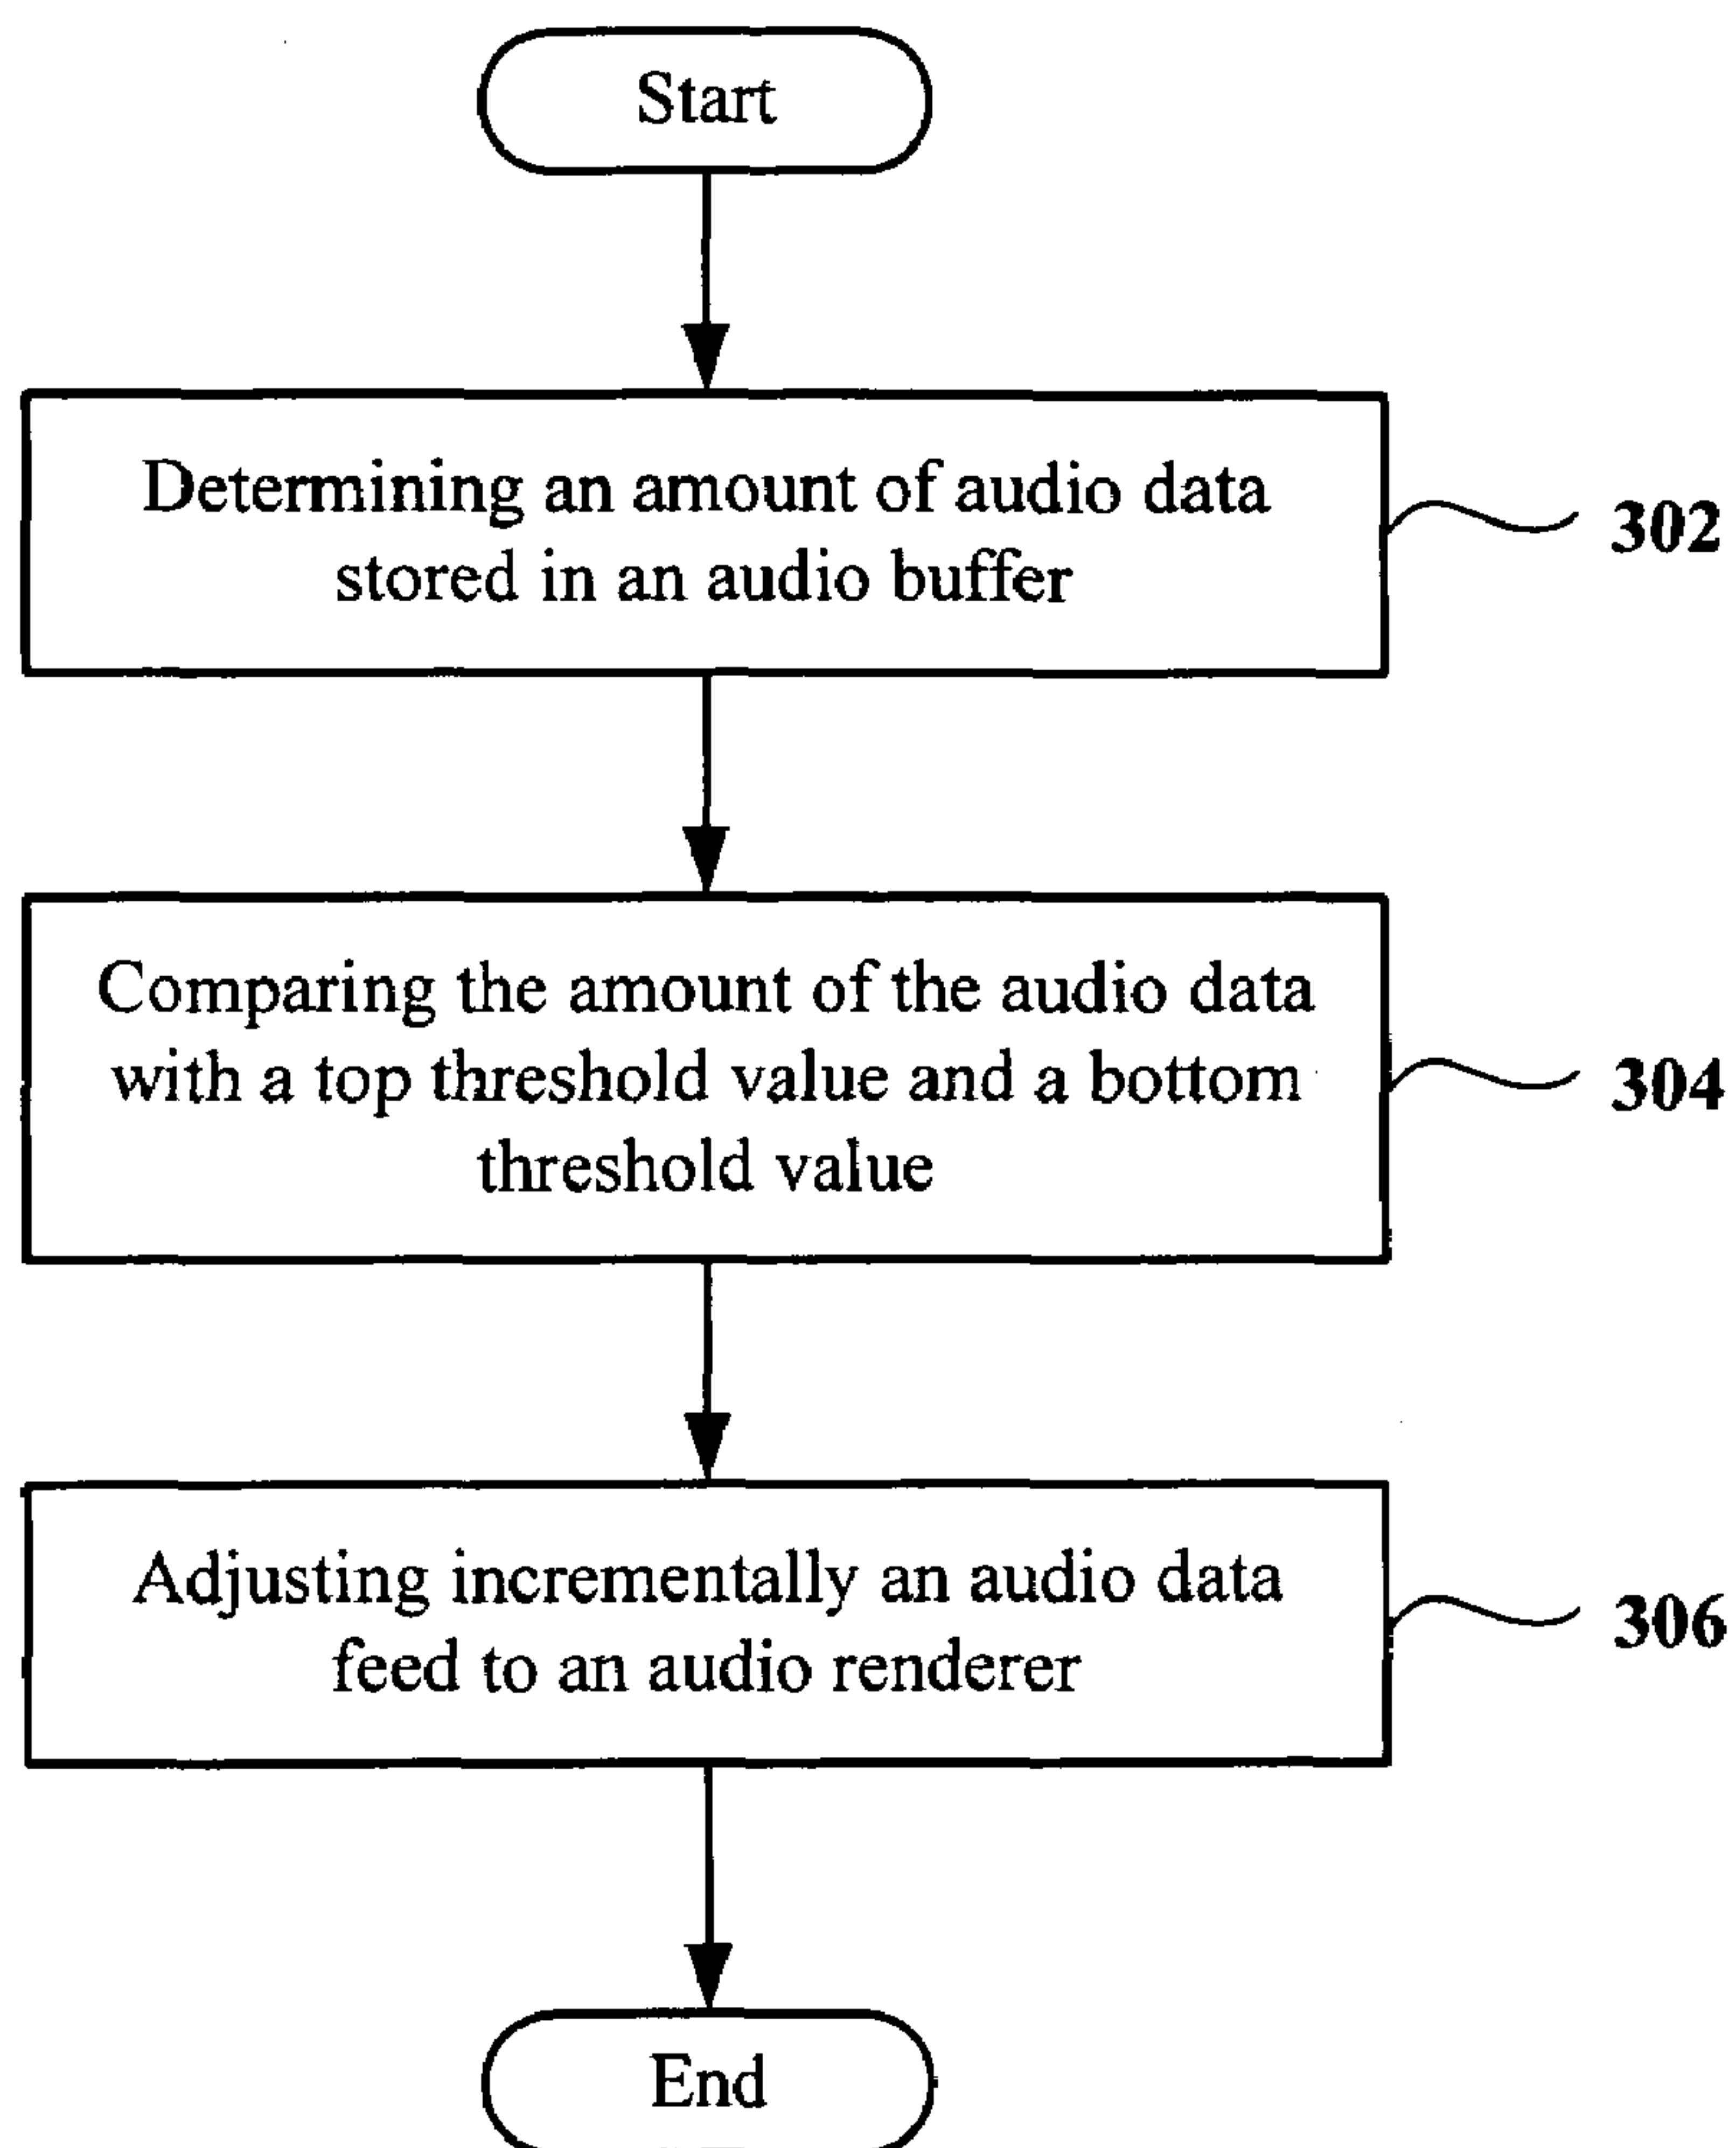 Start
Determining an amount of audio data
stored in an audio buffer
302
Comparing the amount of the audio data
with a top threshold value and a bottom
threshold value
304
Adjusting incrementally an audio data
feed to an audio renderer
306
End